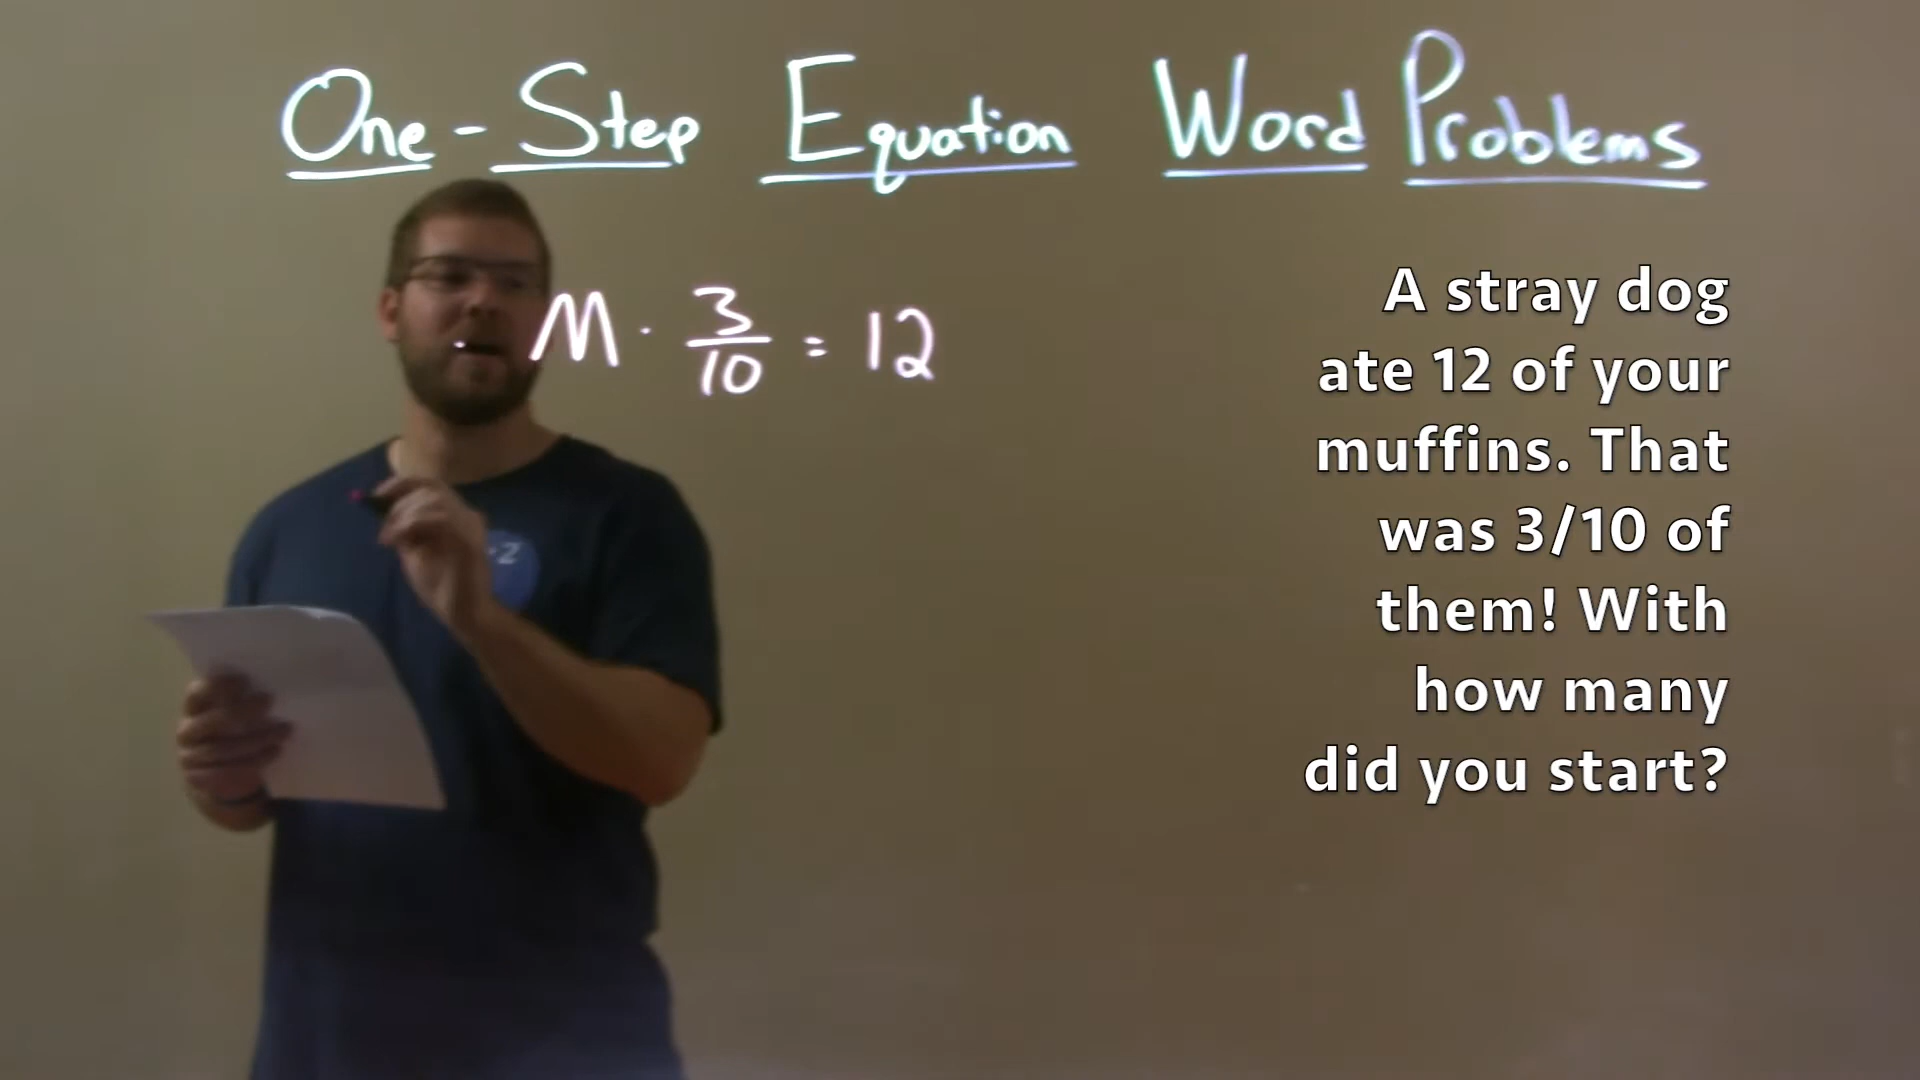 One-Step Equation Word Problems
M · 3/10 = 12
A stray dog
ate 12 of your
muffins. That
was 3/10 of
them! With
how many
did you start?